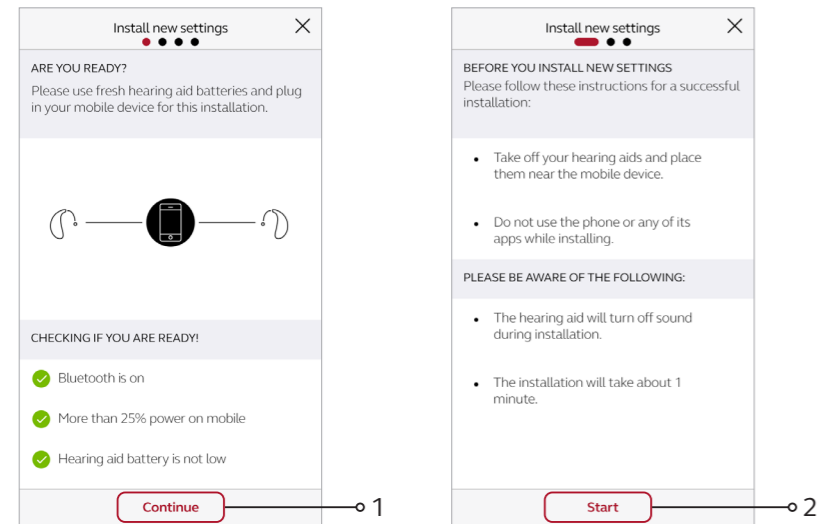 Install new settings
ARE YOU READY?
Please use fresh hearing aid batteries and plug
in your mobile device for this installation.
CHECKING IF YOU ARE READY!
Bluetooth is on
More than 25% power on mobile
Hearing aid battery is not low
Continue
1
Install new settings
BEFORE YOU INSTALL NEW SETTINGS
Please follow these instructions for a successful
installation:
• Take off your hearing aids and place
them near the mobile device.
• Do not use the phone or any of its
apps while installing.
PLEASE BE AWARE OF THE FOLLOWING:
• The hearing aid will turn off sound
during installation.
• The installation will take about 1
minute.
Start
2